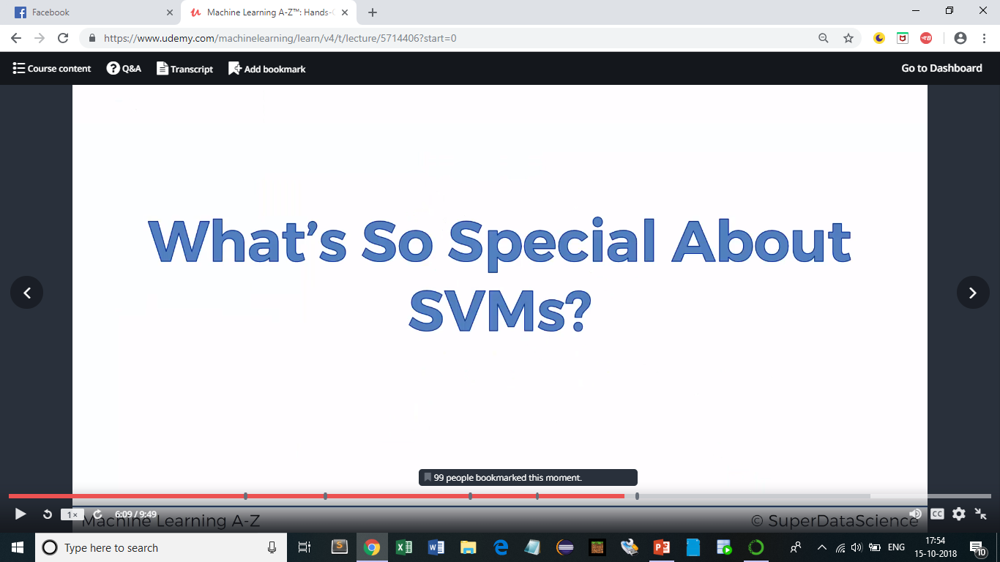 Facebook
Machine Learning A-Z™: Hands-O
https://www.udemy.com/machinelearning/learn/v4/t/lecture/5714406?start=0
Course content
Q&A
Transcript
Add bookmark
Go to Dashboard
What's So Special About
SVMs?
99 people bookmarked this moment.
1×
6:09 / 9:49
CC
Machine Learning A-Z
© SuperDataScience
Type here to search
ENG
17:54
15-10-2018
10